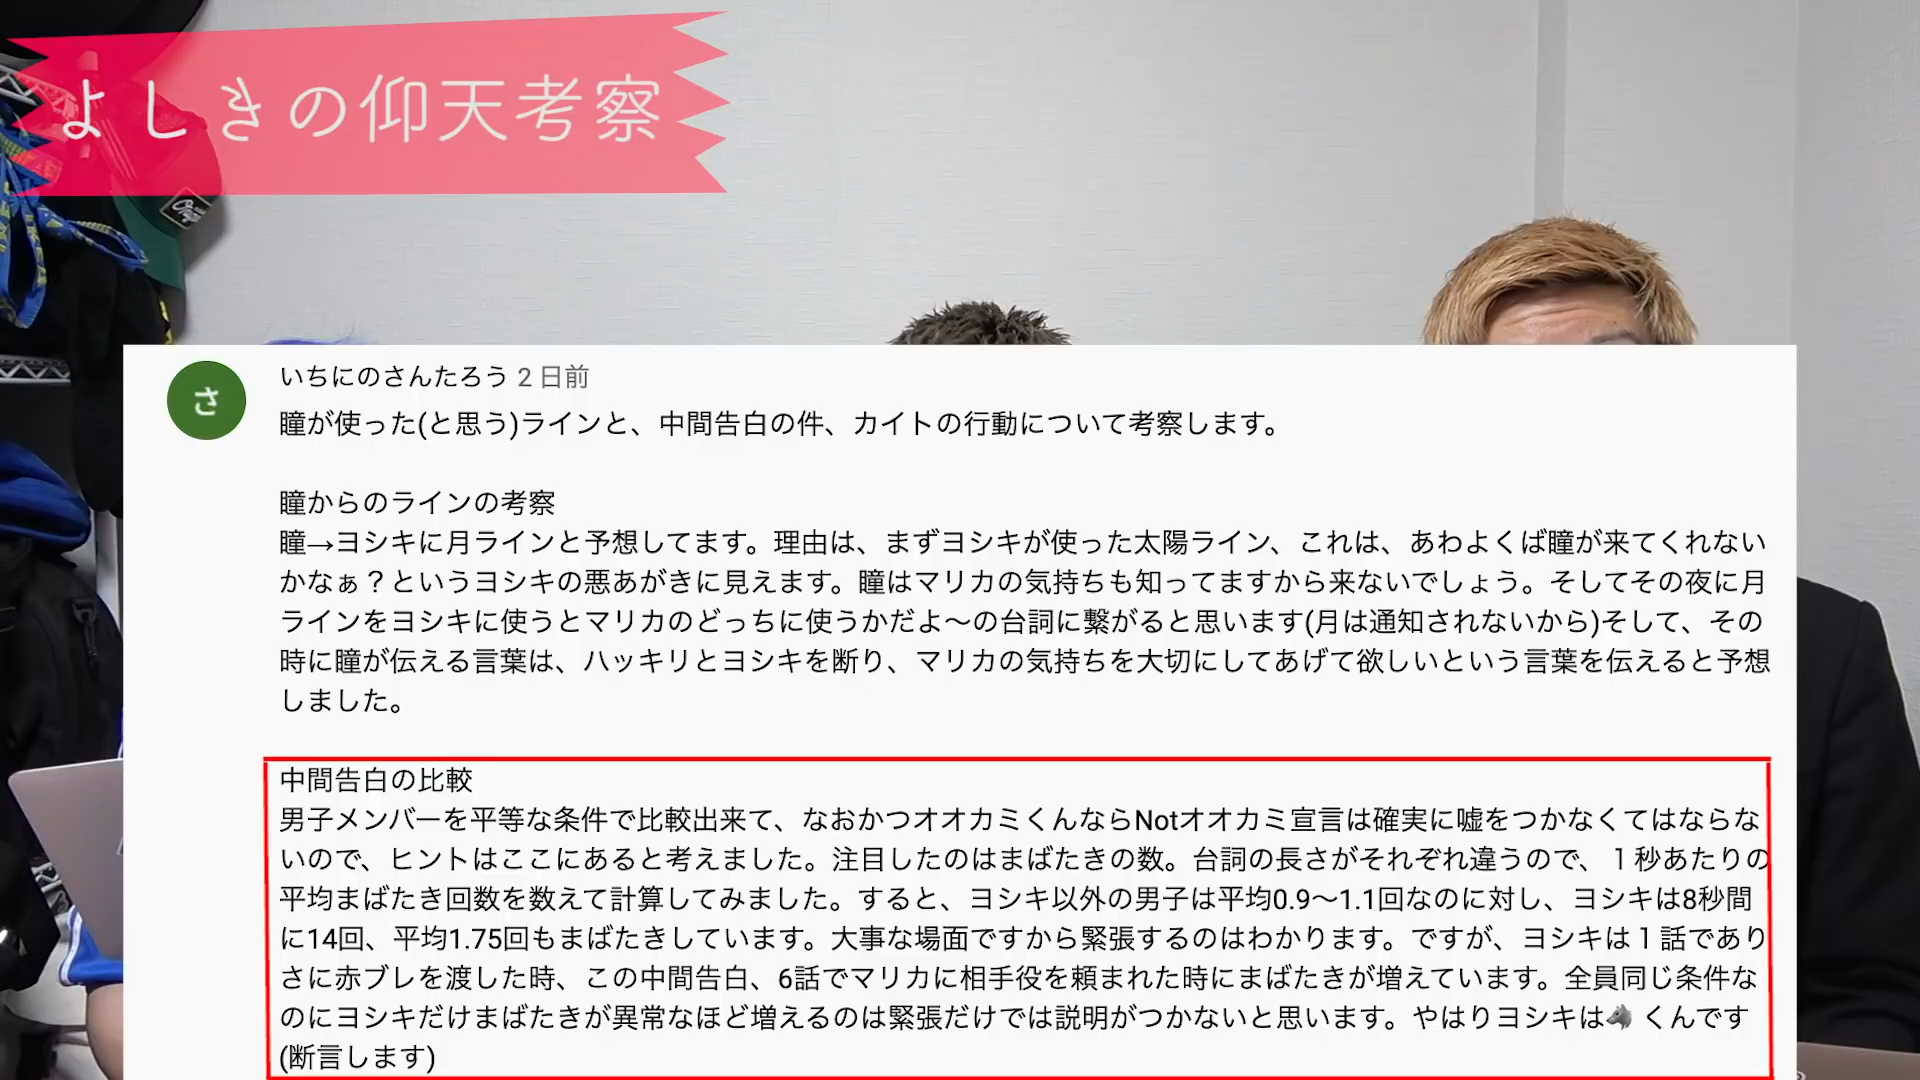 よしきの仰天考察
さ
いちにのさんたろう 2 日前
瞳が使った(と思う)ラインと、中間告白の件、カイトの行動について考察します。
瞳からのラインの考察
瞳→ヨシキに月ラインと予想してます。理由は、まずヨシキが使った太陽ライン、これは、あわよくば瞳が来てくれない
かなぁ？というヨシキの悪あがきに見えます。瞳はマリカの気持ちも知ってますから来ないでしょう。そしてその夜に月
ラインをヨシキに使うとマリカのどっちに使うかだよ〜の台詞に繋がると思います(月は通知されないから)そして、その
時に瞳が伝える言葉は、ハッキリとヨシキを断り、マリカの気持ちを大切にしてあげて欲しいという言葉を伝えると予想
しました。
中間告白の比較
男子メンバーを平等な条件で比較出来て、なおかつオオカミくんならNotオオカミ宣言は確実に嘘をつかなくてはならな
いので、ヒントはここにあると考えました。注目したのはまばたきの数。台詞の長さがそれぞれ違うので、１秒あたりの
平均まばたき回数を数えて計算してみました。すると、ヨシキ以外の男子は平均0.9〜1.1回なのに対し、ヨシキは8秒間
に14回、平均1.75回もまばたきしています。大事な場面ですから緊張するのはわかります。ですが、ヨシキは１話であり
さに赤ブレを渡した時、この中間告白、6話でマリカに相手役を頼まれた時にまばたきが増えています。全員同じ条件な
のにヨシキだけまばたきが異常なほど増えるのは緊張だけでは説明がつかないと思います。やはりヨシキは🐺 くんです
(断言します)